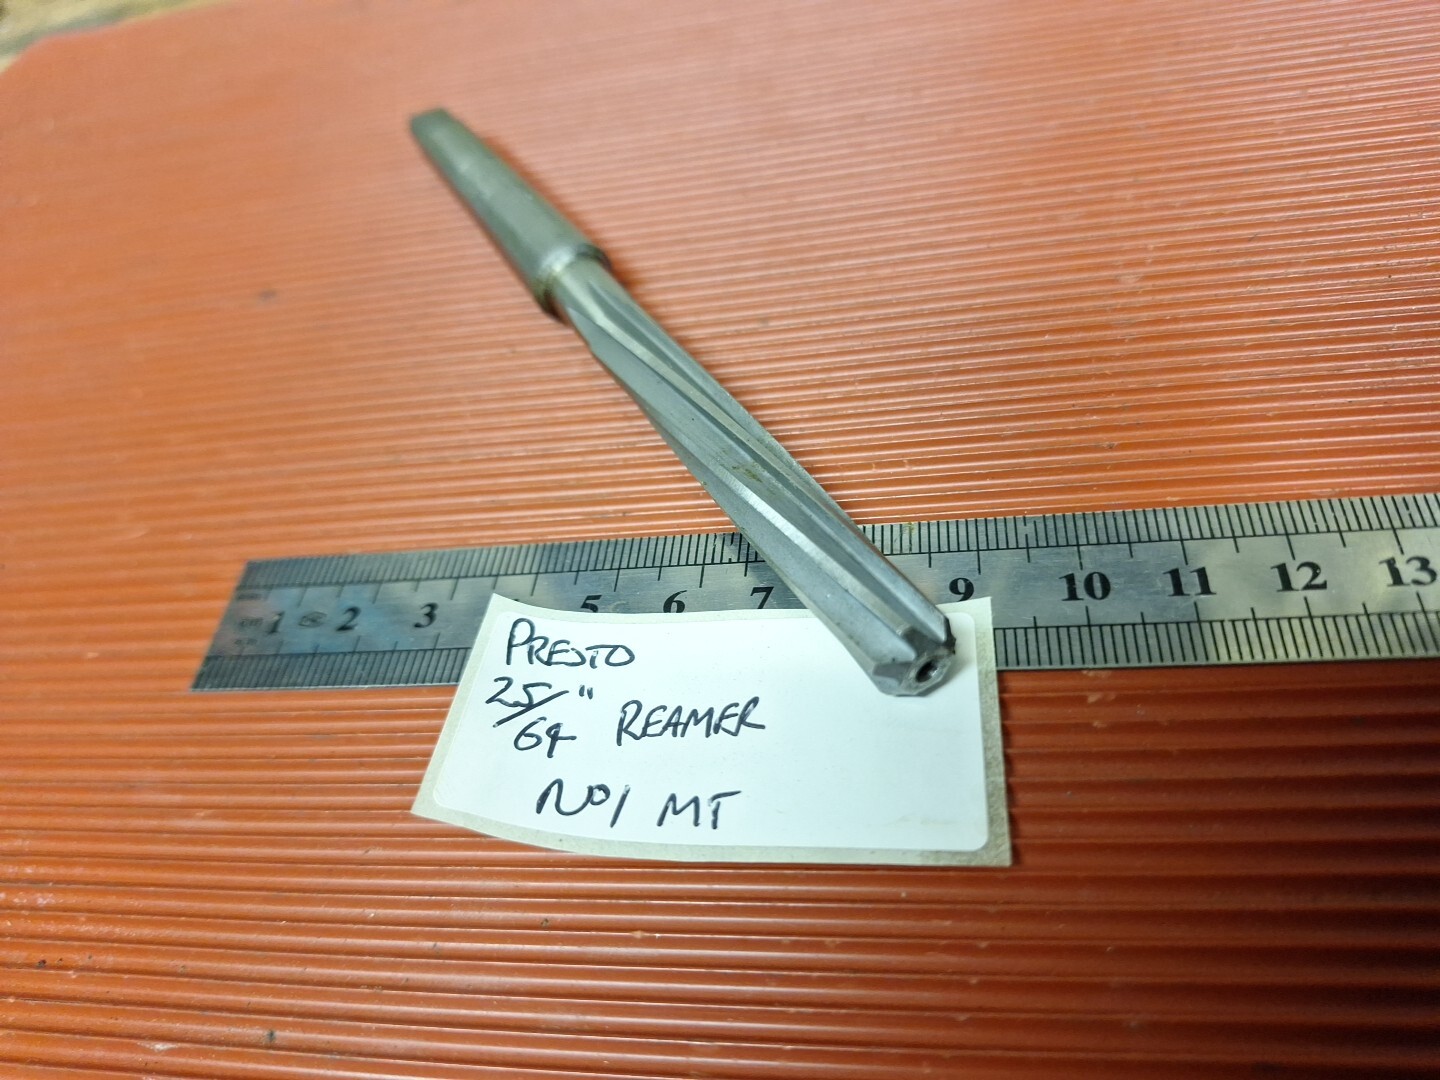 1 2 3 5 6 7 9 10 11 12 13
PRESTO
25/64" REAMER
No1 MT